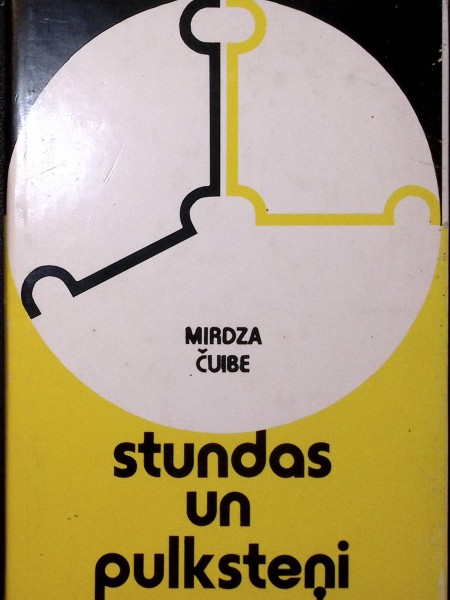 MIRDZA
ČUIBE
stundas
un
pulksteņi